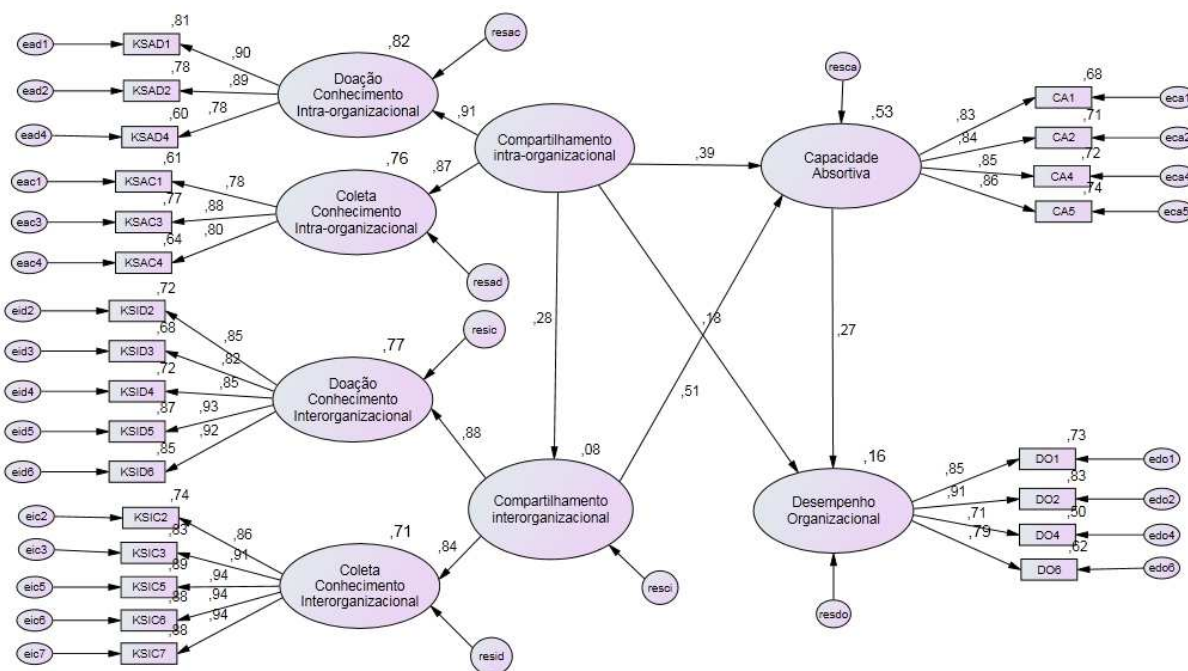 ,81
ead1
KSAD1
,90
,78
ead2
KSAD2
,89
,60
,78
ead4
KSAD4
,82
Doação
Conhecimento
Intra-organizacional
resac
,91
,61
eac1
KSAC1
,78
,77
eac3
KSAC3
,88
,64
eac4
KSAC4
,80
,76
Coleta
Conhecimento
Intra-organizacional
,87
resad
Compartilhamento
intra-organizacional
,39
,28
,18
,51
resca
,53
Capacidade
Absortiva
,27
,68
,83
CA1
eca1
,71
,84
CA2
eca2
,72
,85
CA4
eca4
,74
,86
CA5
eca5
,72
eid2
KSID2
,85
,68
eid3
KSID3
,82
,72
eid4
KSID4
,85
,87
eid5
KSID5
,93
,85
eid6
KSID6
,92
resic
,77
Doação
Conhecimento
Interorganizacional
,88
,08
Compartilhamento
interorganizacional
resci
,84
,74
eic2
KSIC2
,86
,83
eic3
KSIC3
,91
,89
eic5
KSIC5
,94
,88
eic6
KSIC6
,94
,88
eic7
KSIC7
,94
,71
Coleta
Conhecimento
Interorganizacional
resid
,16
Desempenho
Organizacional
resdo
,73
,85
DO1
edo1
,83
,91
DO2
edo2
,50
,71
DO4
edo4
,62
,79
DO6
edo6